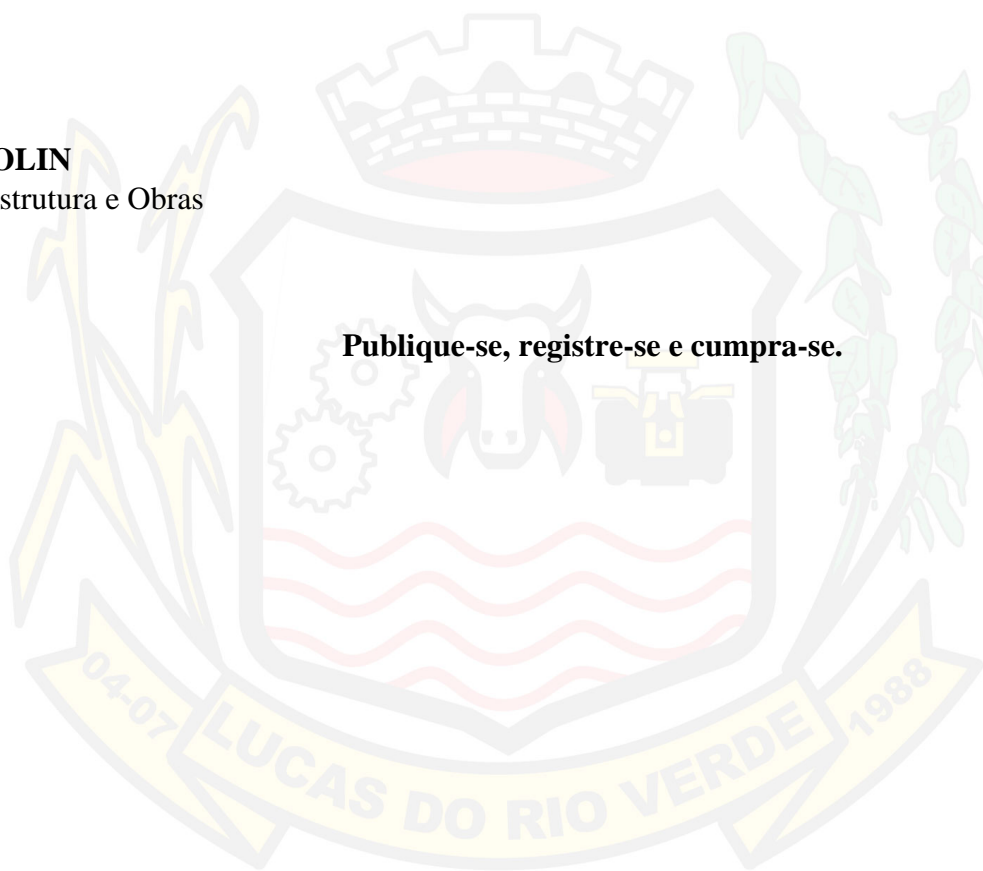 OLIN
strutura e Obras
Publique-se, registre-se e cumpra-se.
04-07 LUCAS DO RIO VERDE 1988